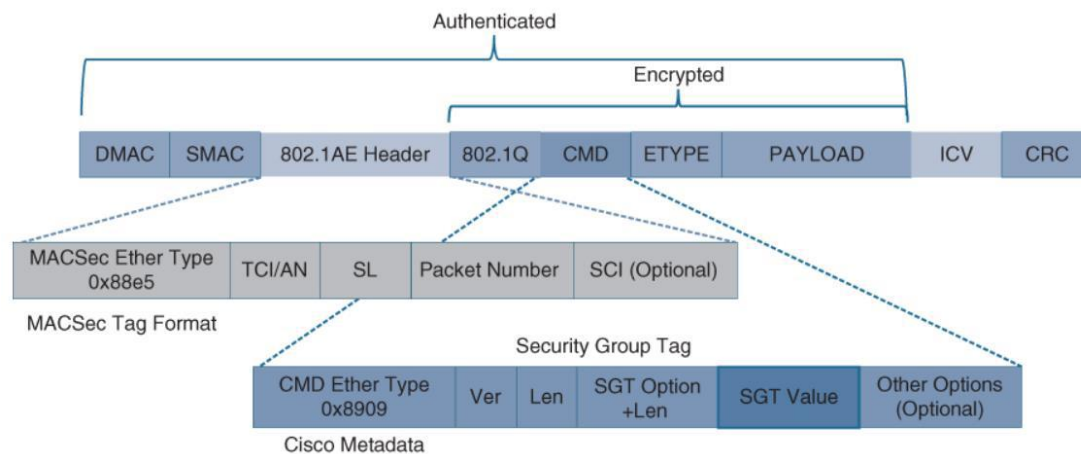 Authenticated
Encrypted
DMAC SMAC 802.1AE Header 802.1Q CMD ETYPE PAYLOAD ICV CRC
MACSec Ether Type
0x88e5
TCI/AN SL Packet Number SCI (Optional)
MACSec Tag Format
Security Group Tag
CMD Ether Type
0x8909
Ver Len
SGT Option
+Len
SGT Value
Other Options
(Optional)
Cisco Metadata